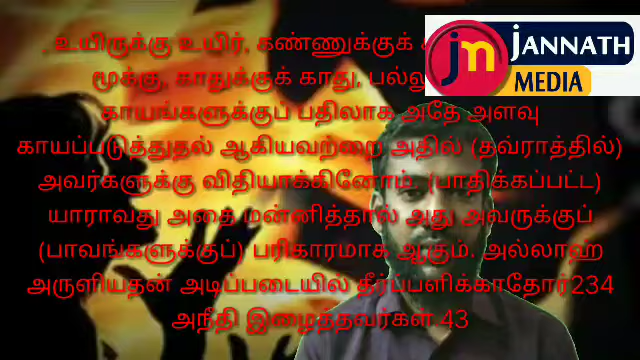 உயிருக்கு உயிர், கண்ணுக்குக்
மூக்கு, காதுக்குக் காது,
காயங்களுக்குப் பதிலாக அதே அளவு
காயப்படுத்துதல் ஆகியவற்றை அதில் (தவ்ராத்தில்)
அவர்களுக்கு விதியாக்கினோம். (பாதிக்கப்பட்ட)
யாராவது அதை மன்னித்தால் அது அவருக்குப்
(பாவங்களுக்குப்) பரிகாரமாக ஆகும். அல்லாஹ்
அருளியதன் அடிப்படையில் தீர்ப்பளிக்காதோர்234
அநீதி இழைத்தவர்கள்.43
jm JANNATH
MEDIA